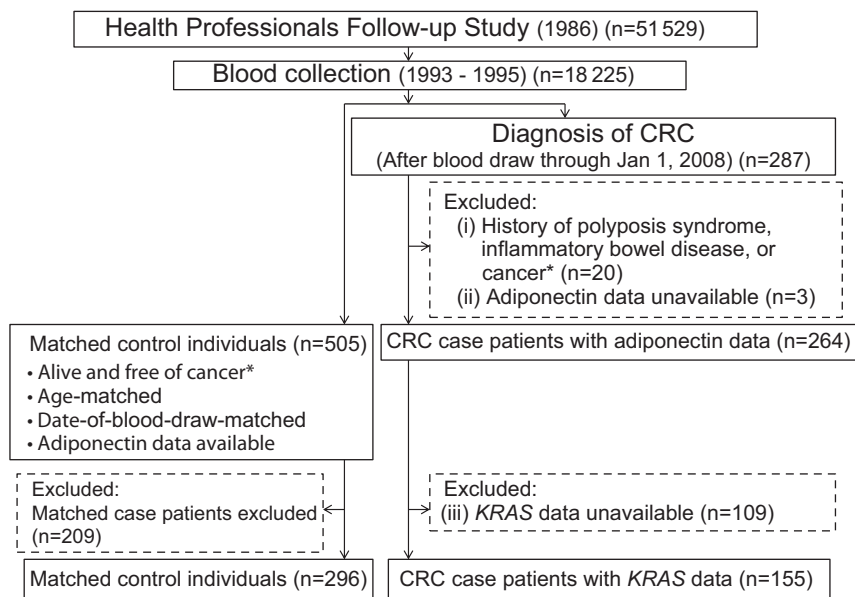 Health Professionals Follow-up Study (1986) (n=51 529)
Blood collection (1993 - 1995) (n=18 225)
Diagnosis of CRC
(After blood draw through Jan 1, 2008) (n=287)
Excluded:
(i) History of polyposis syndrome,
inflammatory bowel disease, or
cancer* (n=20)
(ii) Adiponectin data unavailable (n=3)
Matched control individuals (n=505)
• Alive and free of cancer*
• Age-matched
• Date-of-blood-draw-matched
• Adiponectin data available
CRC case patients with adiponectin data (n=264)
Excluded:
Matched case patients excluded
(n=209)
Excluded:
(iii) KRAS data unavailable (n=109)
Matched control individuals (n=296)
CRC case patients with KRAS data (n=155)